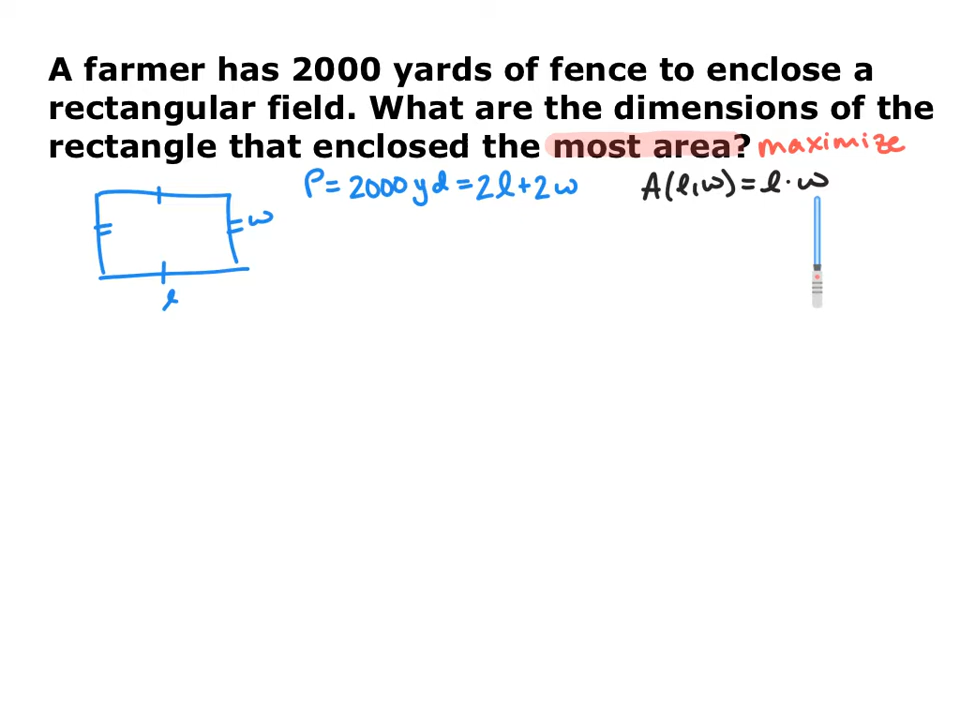 A farmer has 2000 yards of fence to enclose a
rectangular field. What are the dimensions of the
rectangle that enclosed the most area? maximize
P = 2000 yd = 2l + 2w A(l,w) = l · w
w
l